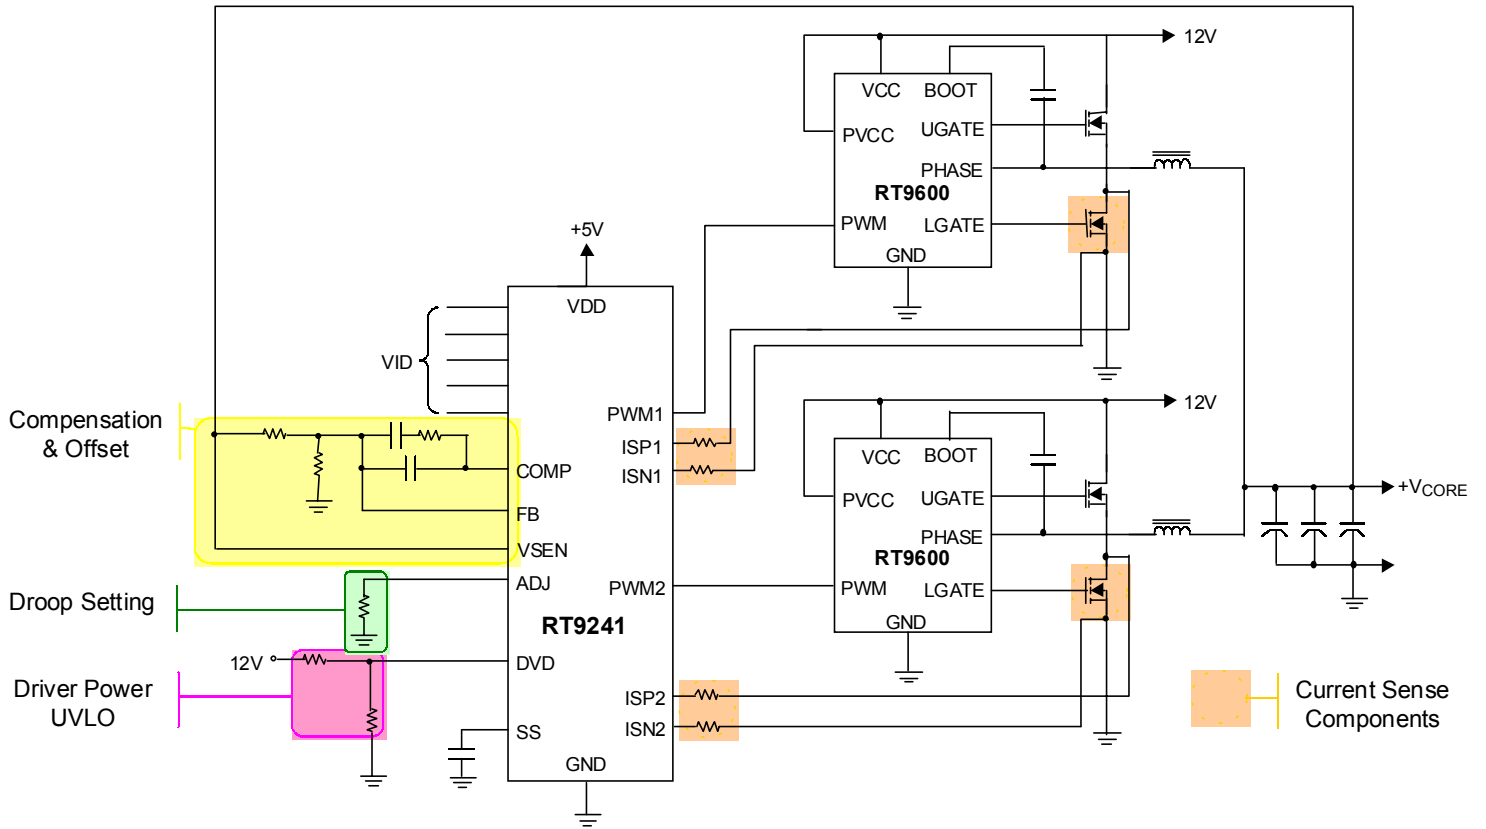 12V
VCC
BOOT
PVCC
UGATE
PHASE
RT9600
PWM
LGATE
GND
+5V
VDD
VID
Compensation
& Offset
PWM1
ISP1
ISN1
COMP
FB
VSEN
ADJ
PWM2
Droop Setting
RT9241
12V
DVD
Driver Power
UVLO
ISP2
ISN2
SS
GND
12V
VCC
BOOT
PVCC
UGATE
PHASE
RT9600
PWM
LGATE
GND
+VCORE
Current Sense
Components